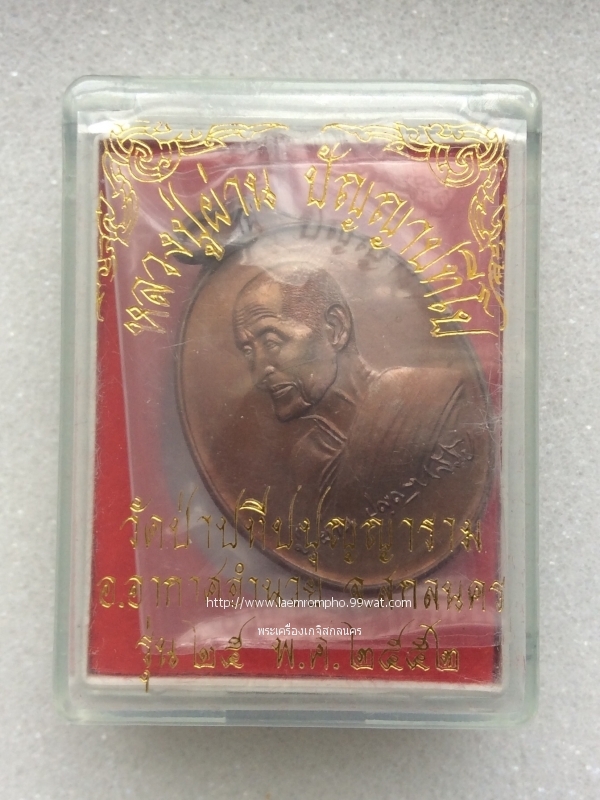 หลวงปู่ผ่าน ปัญญาปทีโป
วัดป่าปทีปปุญญาราม
อ.อากาศอำนวย จ.สกลนคร
http://www.laemrompho.99wat.com
พระเครื่องเกจิสกลนคร
รุ่น ๒๕ พ.ศ. ๒๕๕๒